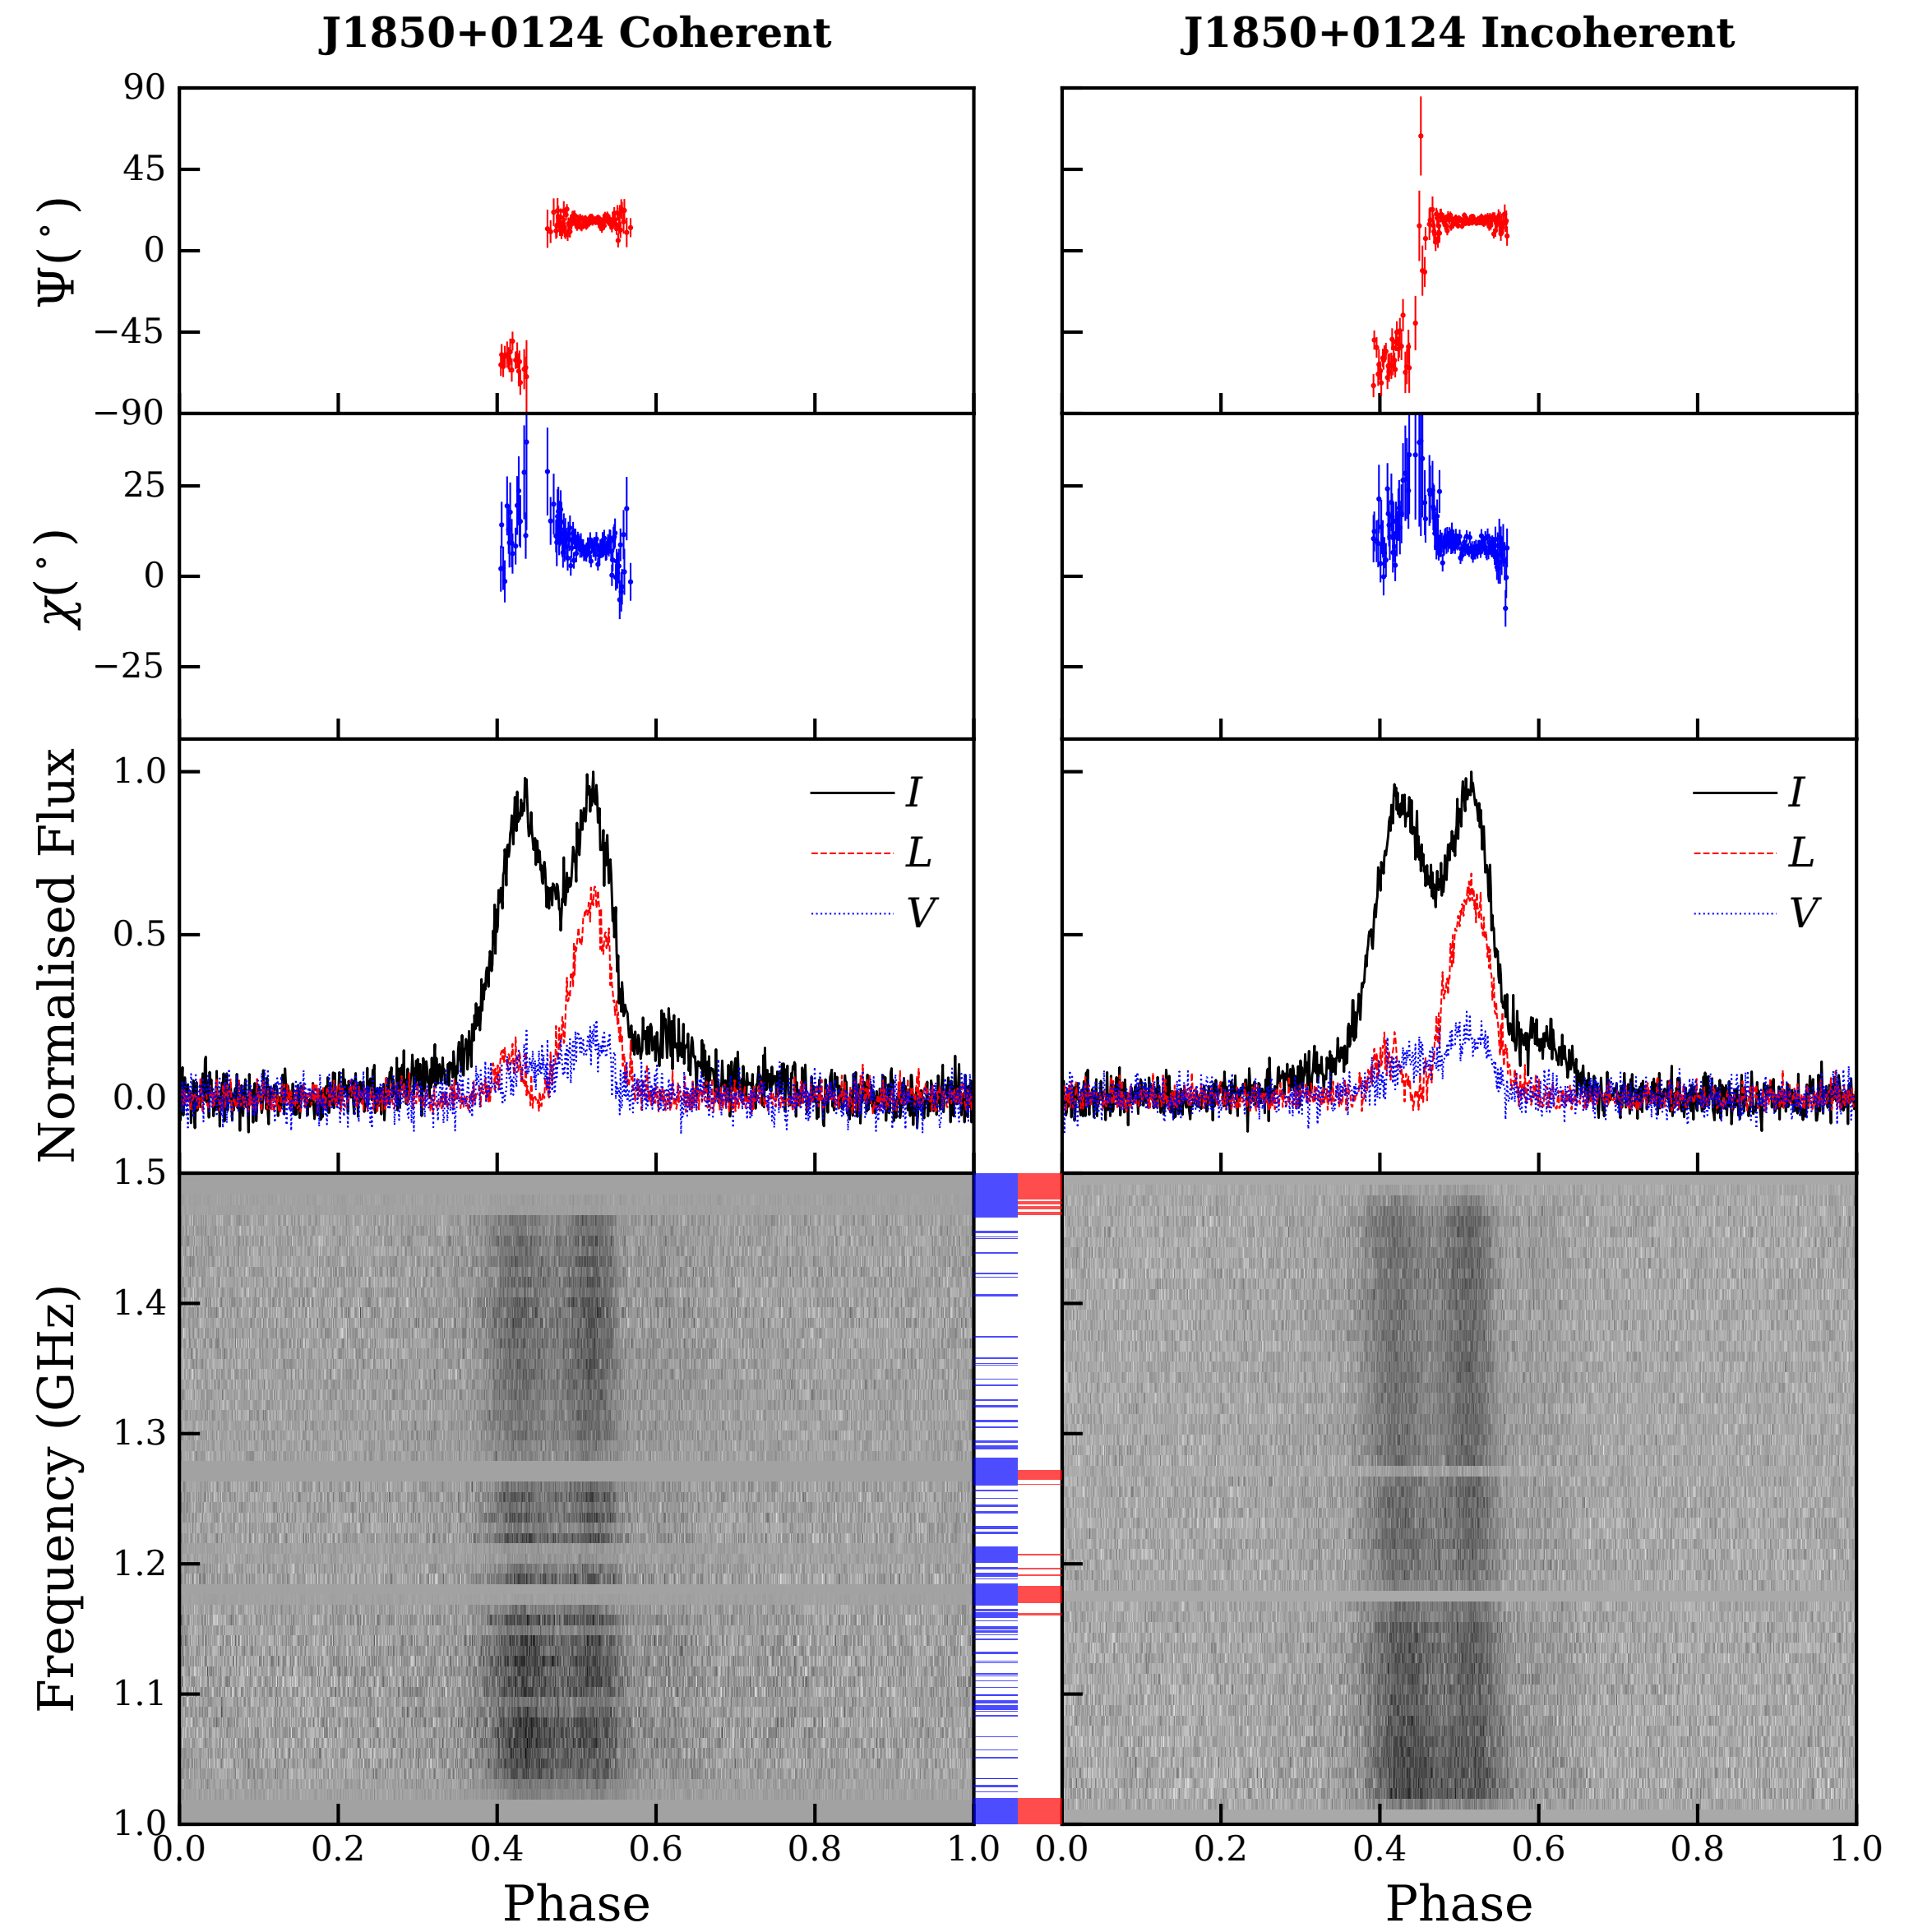 J1850+0124 Coherent
J1850+0124 Incoherent
90
45
0
−45
−90
Ψ(°)
25
0
−25
χ(°)
1.0
0.5
0.0
Normalised Flux
I
L
V
I
L
V
1.5
1.4
1.3
1.2
1.1
1.0
Frequency (GHz)
0.0 0.2 0.4 0.6 0.8 1.0
0.0 0.2 0.4 0.6 0.8 1.0
Phase
Phase